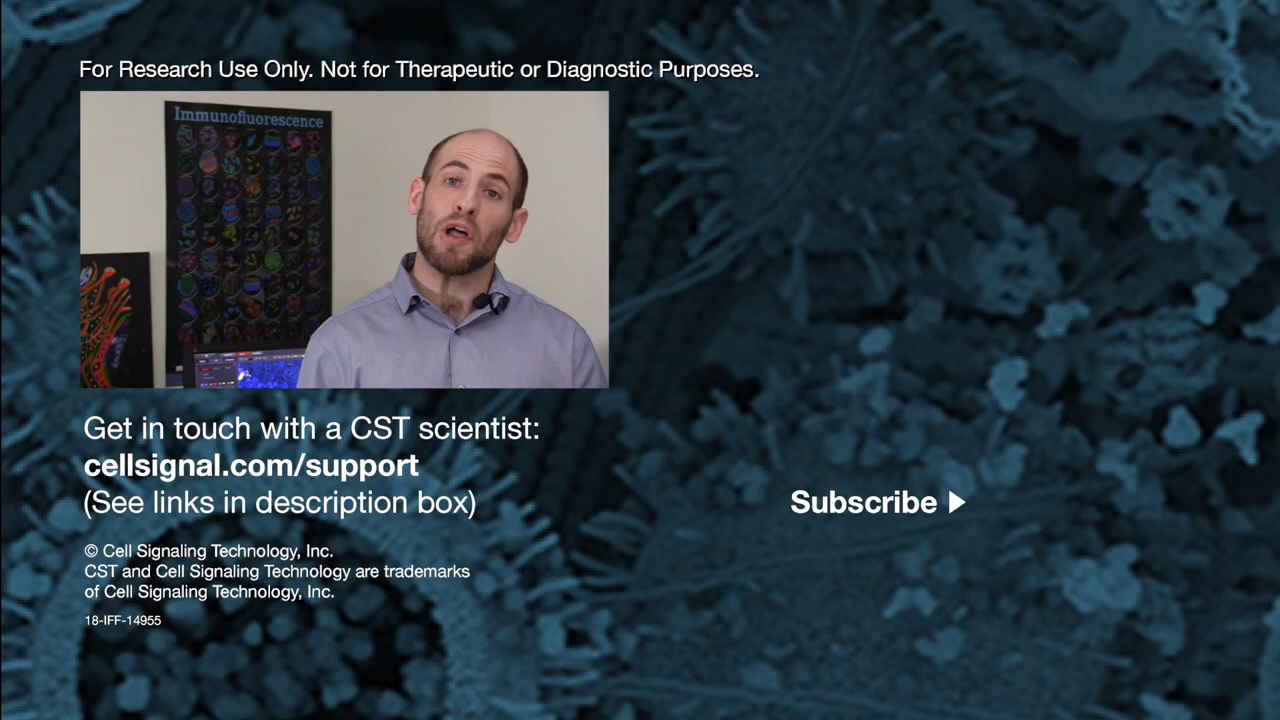 For Research Use Only. Not for Therapeutic or Diagnostic Purposes.
Immunofluorescence
Get in touch with a CST scientist:
cellsignal.com/support
(See links in description box)
Subscribe
© Cell Signaling Technology, Inc.
CST and Cell Signaling Technology are trademarks
of Cell Signaling Technology, Inc.
18-IFF-14955